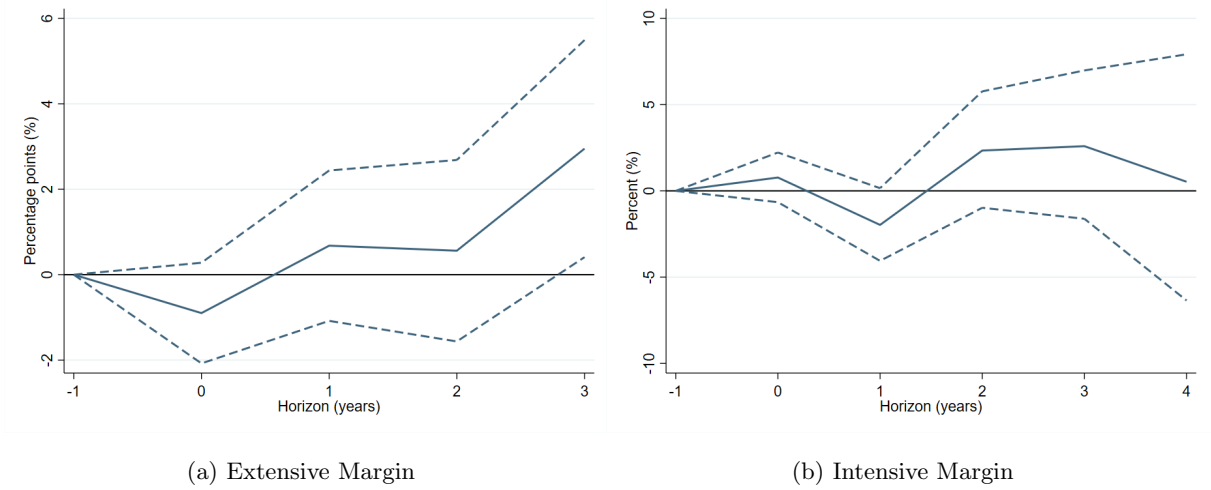 Percentage points (%)
6
4
2
0
-2
-1 0 1 2 3
Horizon (years)
(a) Extensive Margin
Percent (%)
10
5
0
-5
-10
-1 0 1 2 3 4
Horizon (years)
(b) Intensive Margin